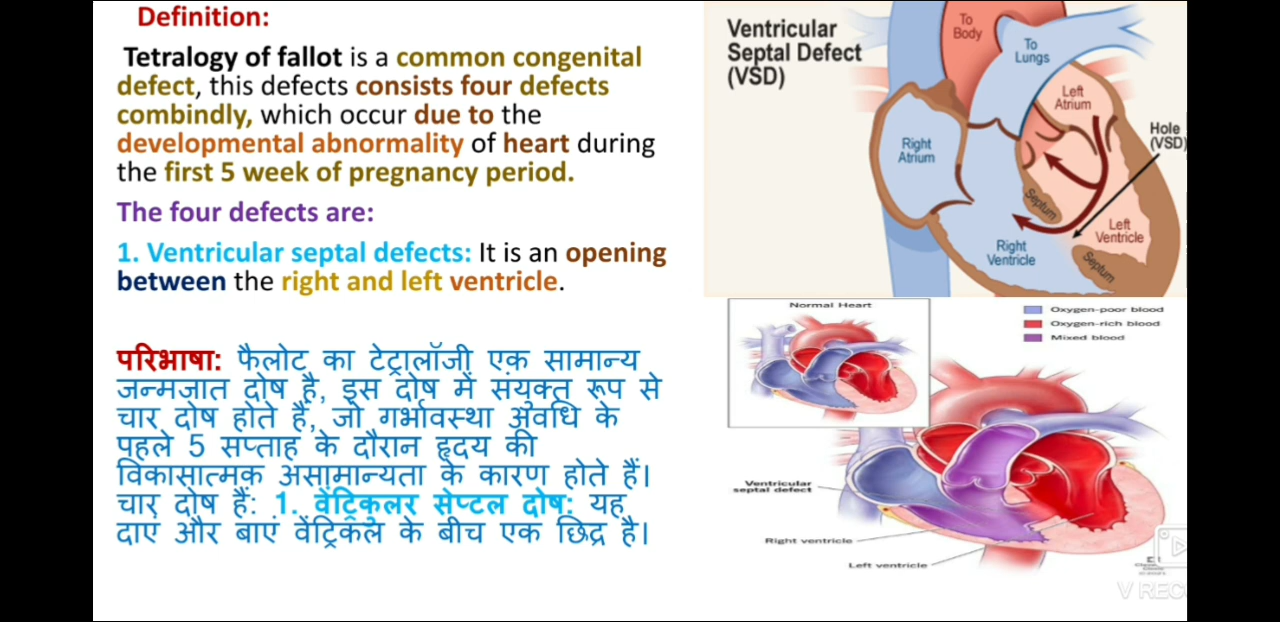 Definition:
Tetralogy of fallot is a common congenital
defect, this defects consists four defects
combindly, which occur due to the
developmental abnormality of heart during
the first 5 week of pregnancy period.
The four defects are:
1. Ventricular septal defects: It is an opening
between the right and left ventricle.
परिभाषा: फैलोट का टेट्रालॉजी एक सामान्य
जन्मजात दोष है, इस दोष में संयुक्त रूप से
चार दोष होते हैं, जो गर्भावस्था अवधि के
पहले 5 सप्ताह के दौरान हृदय की
विकासात्मक असामान्यता के कारण होते हैं।
चार दोष हैं: 1. वेंट्रिकुलर सेप्टल दोष: यह
दाएं और बाएं वेंट्रिकल के बीच एक छिद्र है।
Ventricular
Septal Defect
(VSD)
To
Body
To
Lungs
Left
Atrium
Hole
(VSD)
Right
Atrium
Septum
Left
Ventricle
Right
Ventricle
Septum
Normal Heart
Oxygen-poor blood
Oxygen-rich blood
Mixed blood
Ventricular
septal defect
Right ventricle
Left ventricle
V REC